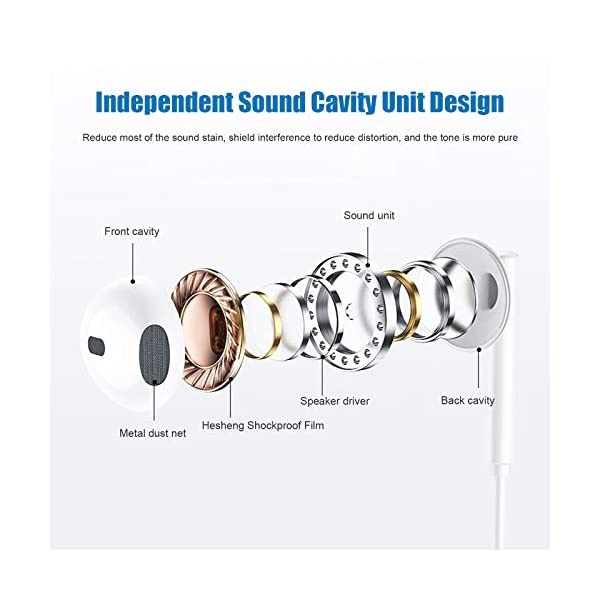 Independent Sound Cavity Unit Design
Reduce most of the sound stain, shield interference to reduce distortion, and the tone is more pure
Sound unit
Front cavity
Speaker driver
Back cavity
Hesheng Shockproof Film
Metal dust net